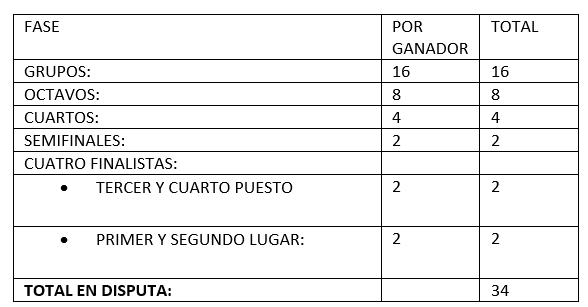 FASE POR GANADOR TOTAL
GRUPOS: 16 16
OCTAVOS: 8 8
CUARTOS: 4 4
SEMIFINALES: 2 2
CUATRO FINALISTAS:
• TERCER Y CUARTO PUESTO 2 2
• PRIMER Y SEGUNDO LUGAR: 2 2
TOTAL EN DISPUTA: 34